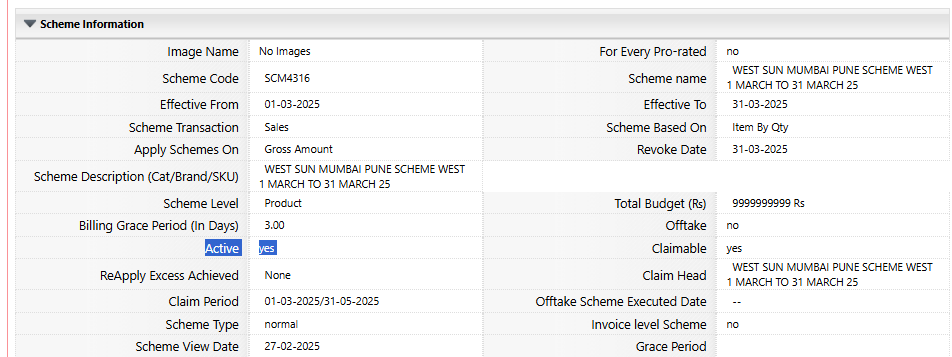 Scheme Information
Image Name No Images For Every Pro-rated no
Scheme Code SCM4316 Scheme name WEST SUN MUMBAI PUNE SCHEME WEST
1 MARCH TO 31 MARCH 25
Effective From 01-03-2025 Effective To 31-03-2025
Scheme Transaction Sales Scheme Based On Item By Qty
Apply Schemes On Gross Amount Revoke Date 31-03-2025
Scheme Description (Cat/Brand/SKU) WEST SUN MUMBAI PUNE SCHEME WEST
1 MARCH TO 31 MARCH 25
Scheme Level Product Total Budget (₨) 9999999999 Rs
Billing Grace Period (In Days) 3.00 Offtake no
Active yes Claimable yes
ReApply Excess Achieved None Claim Head WEST SUN MUMBAI PUNE SCHEME WEST
1 MARCH TO 31 MARCH 25
Claim Period 01-03-2025/31-05-2025 Offtake Scheme Executed Date --
Scheme Type normal Invoice level Scheme no
Scheme View Date 27-02-2025 Grace Period